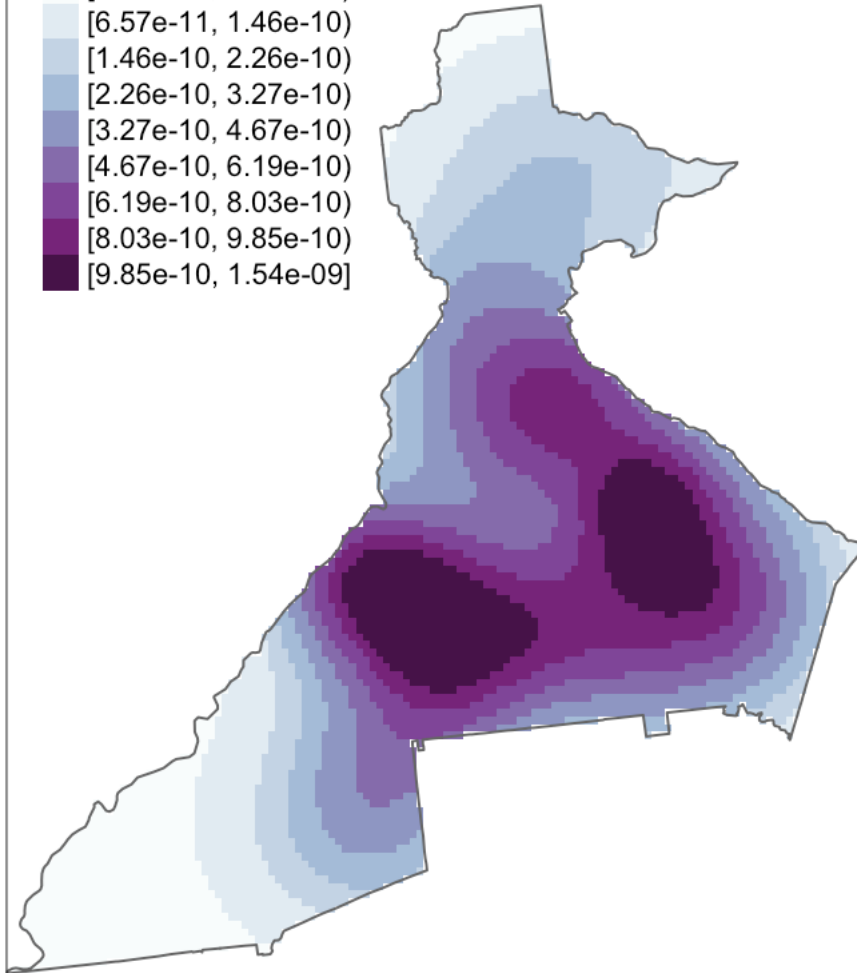 [6.57e-11, 1.46e-10)
[1.46e-10, 2.26e-10)
[2.26e-10, 3.27e-10)
[3.27e-10, 4.67e-10)
[4.67e-10, 6.19e-10)
[6.19e-10, 8.03e-10)
[8.03e-10, 9.85e-10)
[9.85e-10, 1.54e-09]